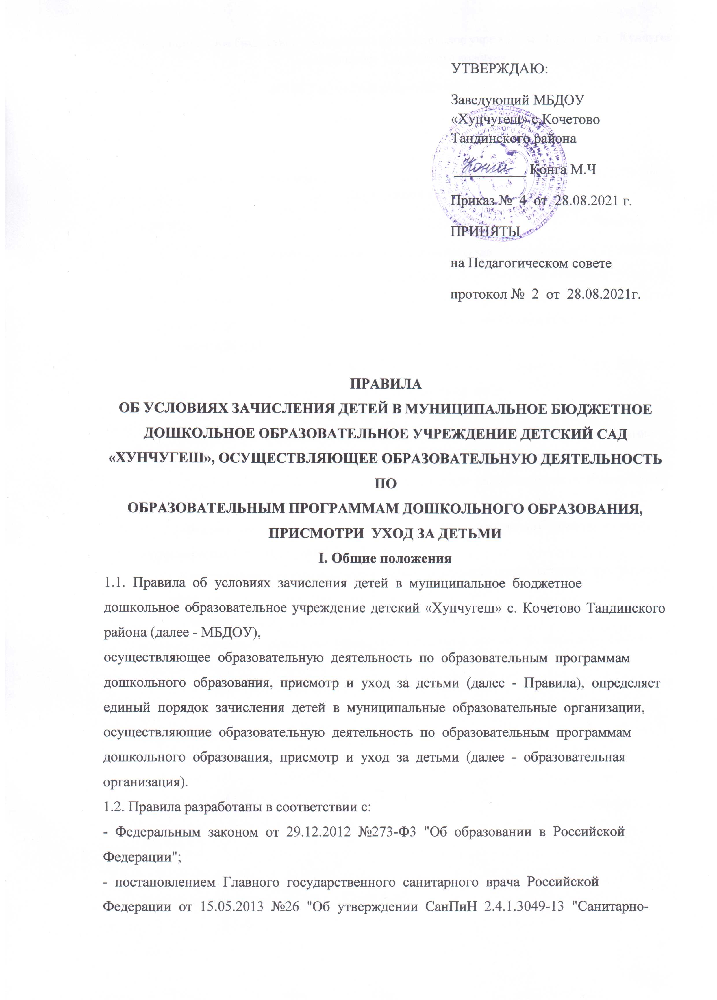 УТВЕРЖДАЮ:
Заведующий МБДОУ
«Хунчугеш» с.Кочетово
Тандинского района
Конга
____________ Конга М.Ч
Приказ № 4 от 28.08.2021 г.
ПРИНЯТЫ
на Педагогическом совете
протокол № 2 от 28.08.2021г.
ПРАВИЛА
ОБ УСЛОВИЯХ ЗАЧИСЛЕНИЯ ДЕТЕЙ В МУНИЦИПАЛЬНОЕ БЮДЖЕТНОЕ
ДОШКОЛЬНОЕ ОБРАЗОВАТЕЛЬНОЕ УЧРЕЖДЕНИЕ ДЕТСКИЙ САД
«ХУНЧУГЕШ», ОСУЩЕСТВЛЯЮЩЕЕ ОБРАЗОВАТЕЛЬНУЮ ДЕЯТЕЛЬНОСТЬ
ПО
ОБРАЗОВАТЕЛЬНЫМ ПРОГРАММАМ ДОШКОЛЬНОГО ОБРАЗОВАНИЯ,
ПРИСМОТРИ УХОД ЗА ДЕТЬМИ
I. Общие положения
1.1. Правила об условиях зачисления детей в муниципальное бюджетное
дошкольное образовательное учреждение детский «Хунчугеш» с. Кочетово Тандинского
района (далее - МБДОУ),
осуществляющее образовательную деятельность по образовательным программам
дошкольного образования, присмотр и уход за детьми (далее - Правила), определяет
единый порядок зачисления детей в муниципальные образовательные организации,
осуществляющие образовательную деятельность по образовательным программам
дошкольного образования, присмотр и уход за детьми (далее - образовательная
организация).
1.2. Правила разработаны в соответствии с:
- Федеральным законом от 29.12.2012 №273-ФЗ "Об образовании в Российской
Федерации";
- постановлением Главного государственного санитарного врача Российской
Федерации от 15.05.2013 №26 "Об утверждении СанПиН 2.4.1.3049-13 "Санитарно-